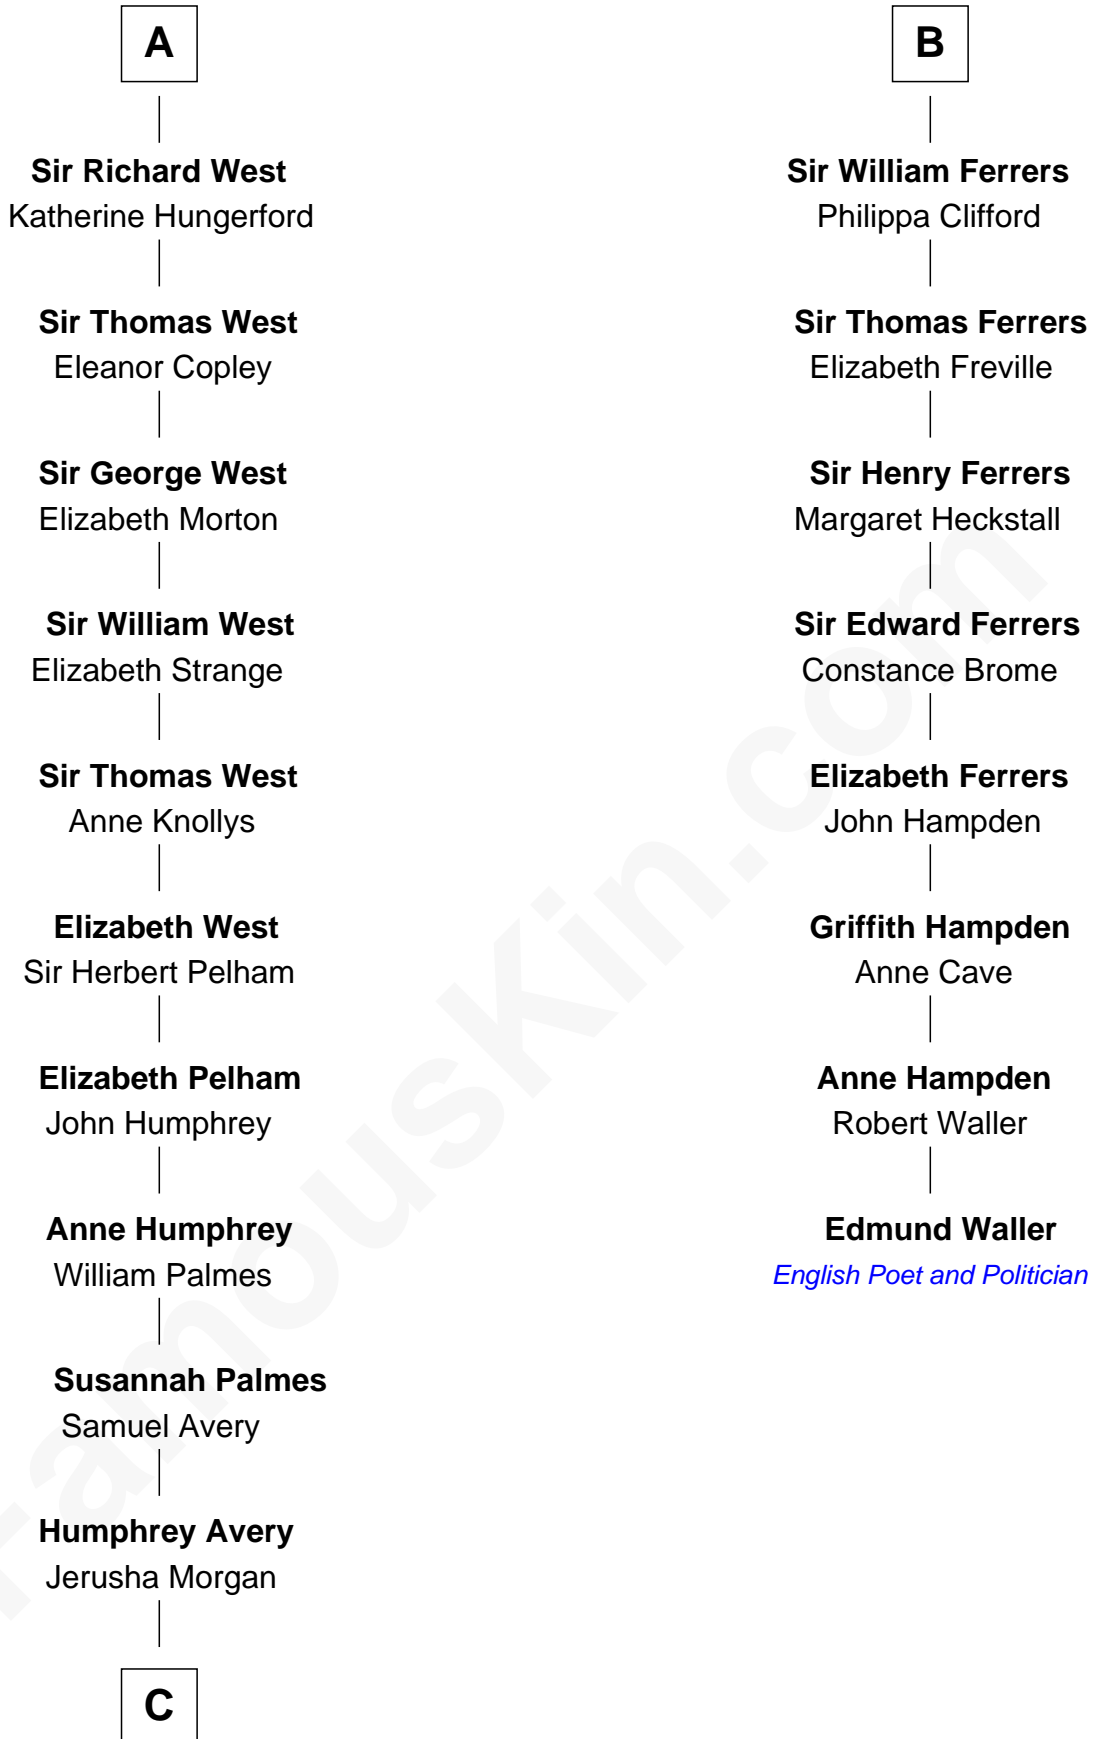 A
Sir Richard West
Katherine Hungerford
Sir Thomas West
Eleanor Copley
Sir George West
Elizabeth Morton
Sir William West
Elizabeth Strange
Sir Thomas West
Anne Knollys
Elizabeth West
Sir Herbert Pelham
Elizabeth Pelham
John Humphrey
Anne Humphrey
William Palmes
Susannah Palmes
Samuel Avery
Humphrey Avery
Jerusha Morgan
C
B
Sir William Ferrers
Philippa Clifford
Sir Thomas Ferrers
Elizabeth Freville
Sir Henry Ferrers
Margaret Heckstall
Sir Edward Ferrers
Constance Brome
Elizabeth Ferrers
John Hampden
Griffith Hampden
Anne Cave
Anne Hampden
Robert Waller
Edmund Waller
English Poet and Politician
FamousKin.com